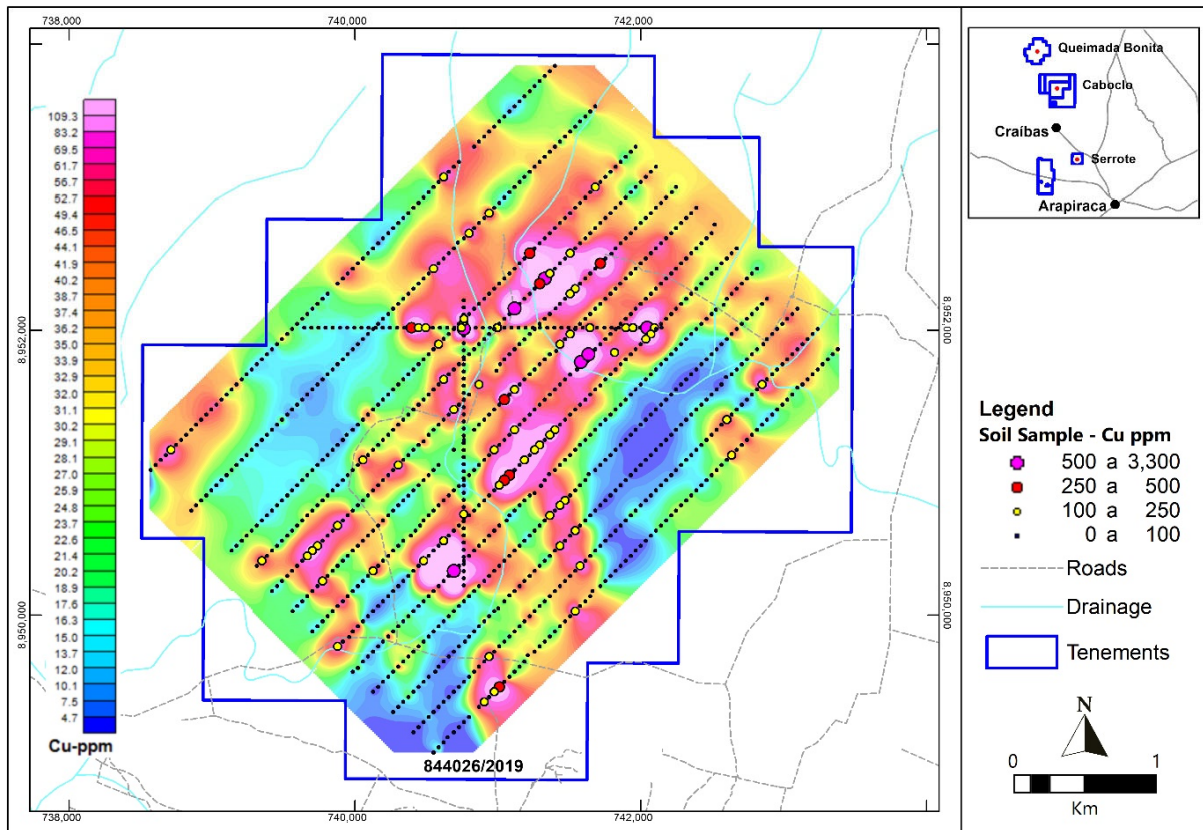 738,000
740,000
742,000
8,952,000
8,950,000
8,952,000
8,950,000
738,000
740,000
742,000
109.3
83.2
69.5
61.7
56.7
52.7
49.4
46.5
44.1
41.9
40.2
38.7
37.4
36.2
35.0
33.9
32.9
32.0
31.1
30.2
29.1
28.1
27.0
25.9
24.8
23.7
22.6
21.4
20.2
18.9
17.6
16.3
15.0
13.7
12.0
10.1
7.5
4.7
Cu-ppm
844026/2019
Queimada Bonita
Caboclo
Craíbas
Serrote
Arapiraca
Legend
Soil Sample - Cu ppm
500 a 3,300
250 a 500
100 a 250
0 a 100
Roads
Drainage
Tenements
N
0 1
Km